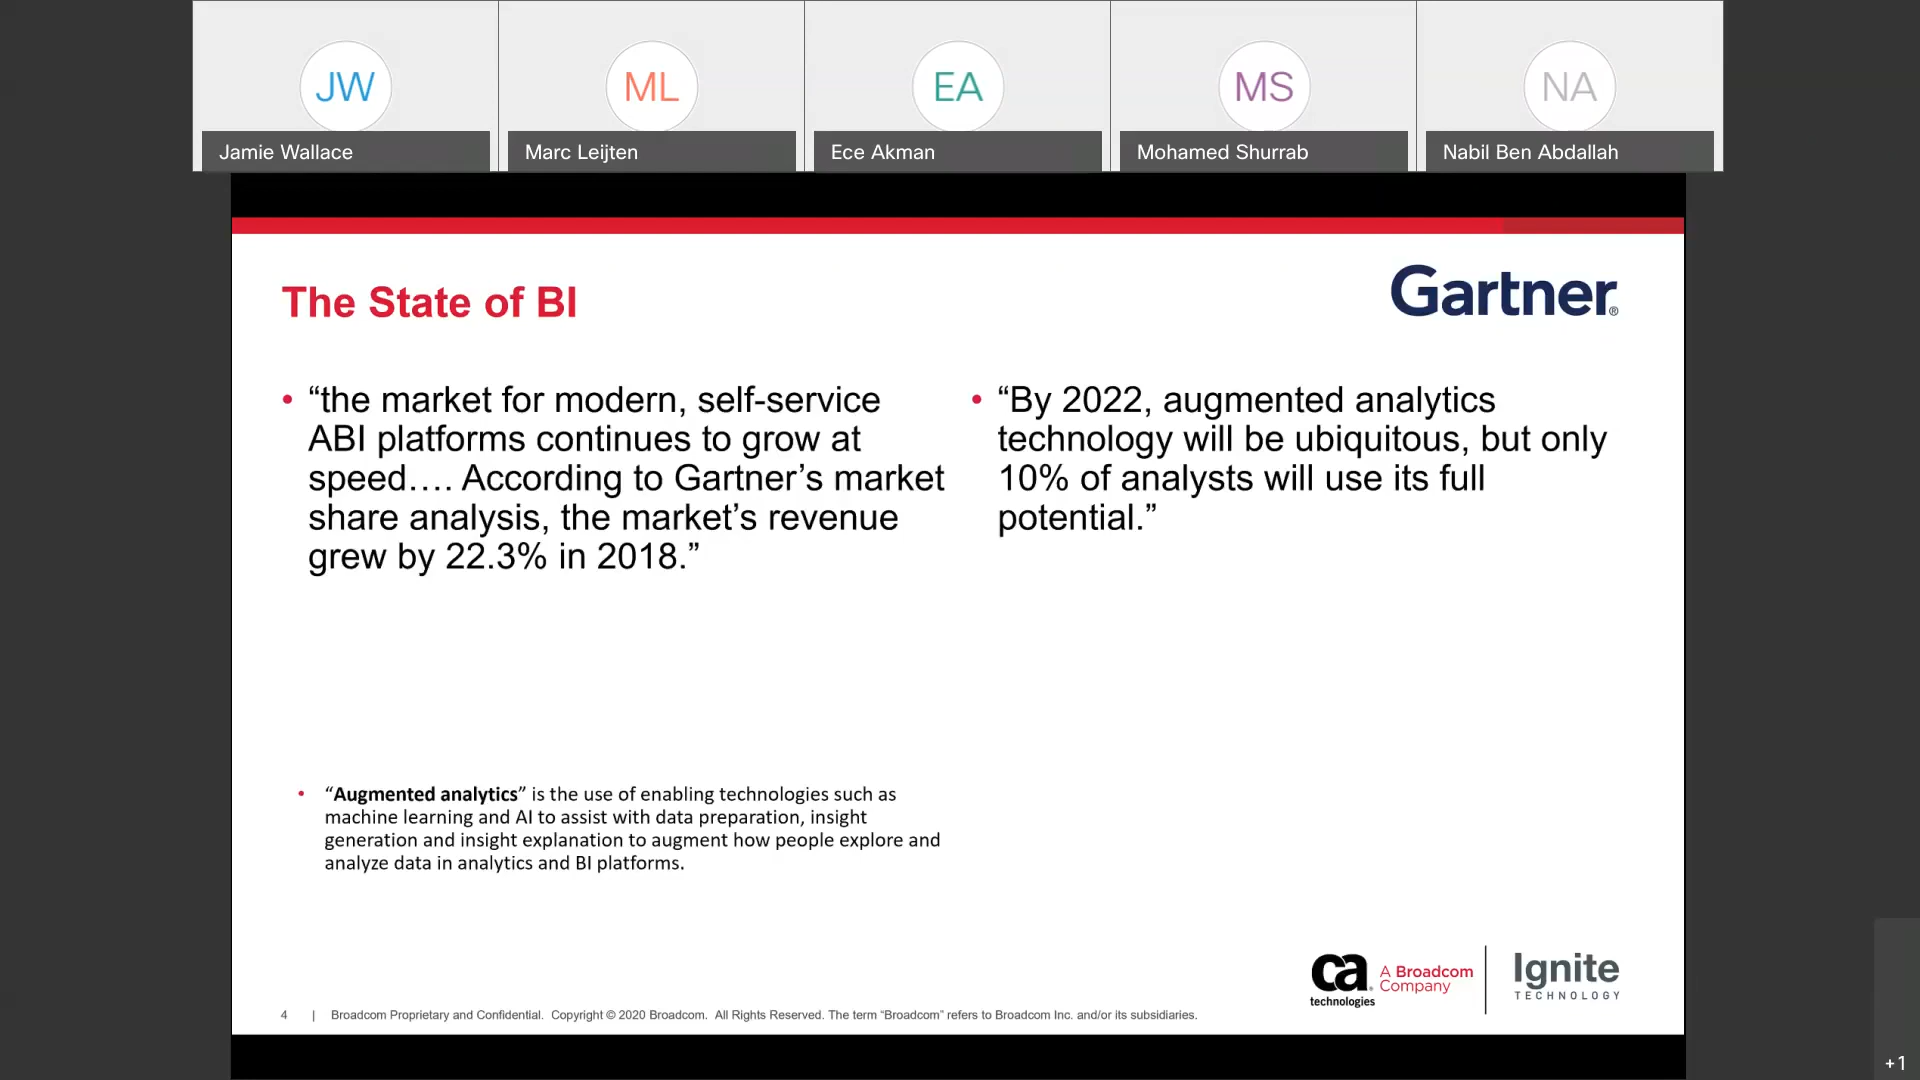 JW
ML
EA
MS
NA
Jamie Wallace
Marc Leijten
Ece Akman
Mohamed Shurrab
Nabil Ben Abdallah
The State of BI
Gartner®
• “the market for modern, self-service
ABI platforms continues to grow at
speed…. According to Gartner’s market
share analysis, the market’s revenue
grew by 22.3% in 2018.”
• “By 2022, augmented analytics
technology will be ubiquitous, but only
10% of analysts will use its full
potential.”
• “Augmented analytics” is the use of enabling technologies such as
machine learning and AI to assist with data preparation, insight
generation and insight explanation to augment how people explore and
analyze data in analytics and BI platforms.
ca
technologies
A Broadcom
Company
Ignite
TECHNOLOGY
4 | Broadcom Proprietary and Confidential. Copyright © 2020 Broadcom. All Rights Reserved. The term “Broadcom” refers to Broadcom Inc. and/or its subsidiaries.
+1